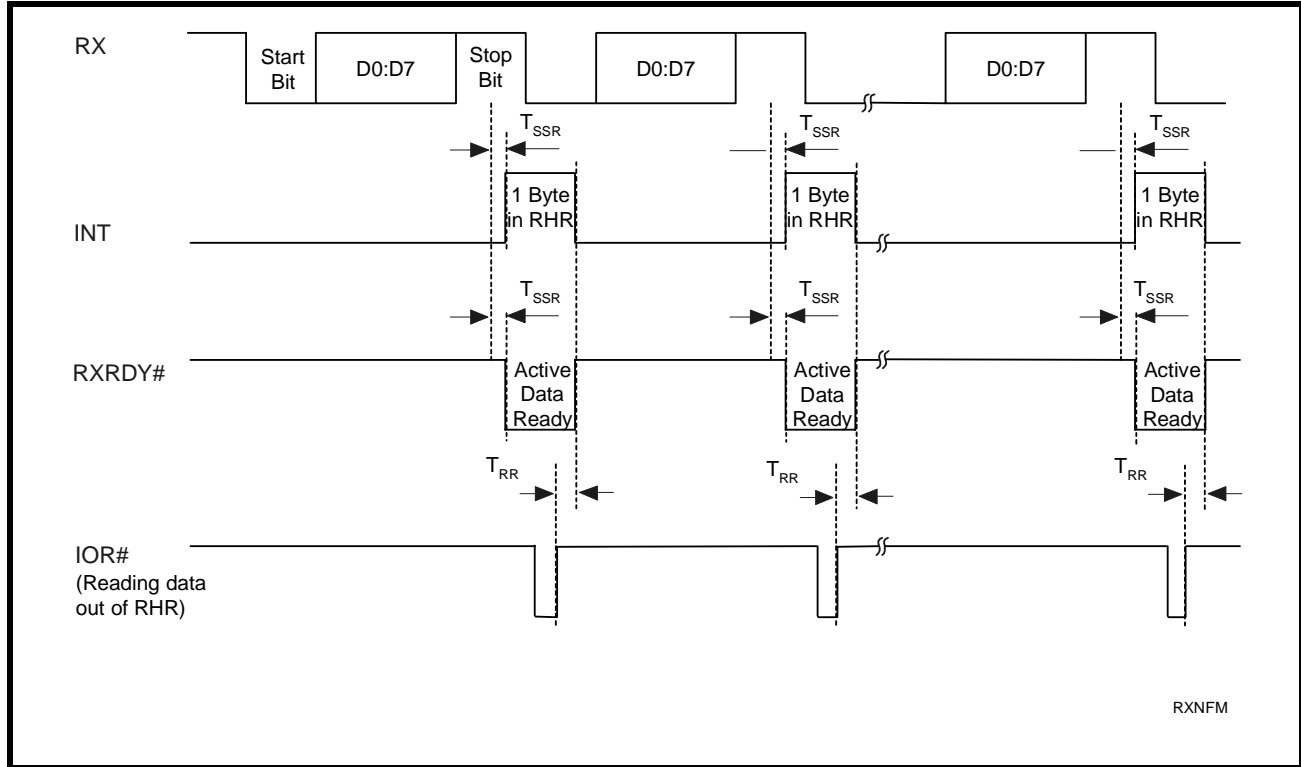 RX
Start
Bit
D0:D7
Stop
Bit
D0:D7
D0:D7
TSSR
TSSR
TSSR
INT
1 Byte
in RHR
1 Byte
in RHR
1 Byte
in RHR
TSSR
TSSR
TSSR
RXRDY#
Active
Data
Ready
Active
Data
Ready
Active
Data
Ready
TRR
TRR
TRR
IOR#
(Reading data
out of RHR)
RXNFM